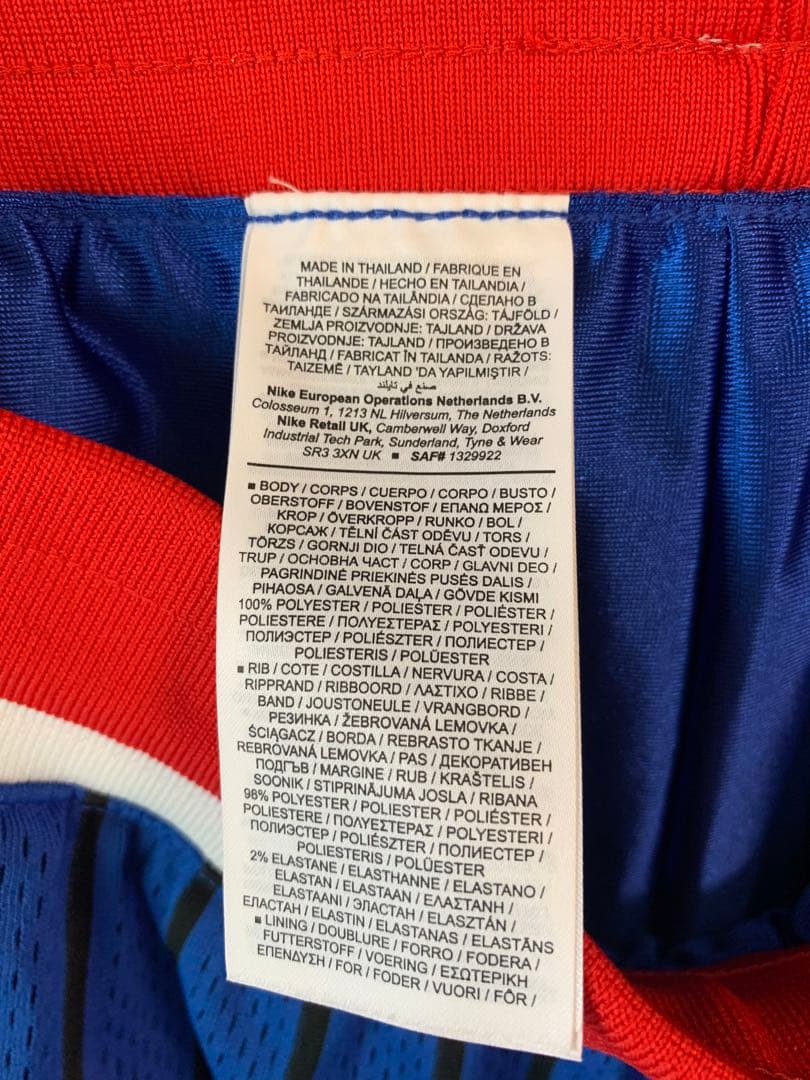 MADE IN THAILAND / FABRIQUE EN
THAILANDE / HECHO EN TAILANDIA /
FABRICADO NA TAILÂNDIA / СДЕЛАНО В
ТАИЛАНДЕ / SZÁRMAZÁSI ORSZÁG: TÁJFÖLD /
ZEMLJA PROIZVODNJE: TAJLAND / DRŽAVA
PROIZVODNJE: TAJLAND / ПРОИЗВЕДЕНО В
ТАЙЛАНД / FABRICAT ÎN TAILANDA / RAŽOTS:
TAIZEMĒ / TAYLAND 'DA YAPILMIŞTIR /
صنع في تايلند
Nike European Operations Netherlands B.V.
Colosseum 1, 1213 NL Hilversum, The Netherlands
Nike Retail UK, Camberwell Way, Doxford
Industrial Tech Park, Sunderland, Tyne & Wear
SR3 3XN UK ■ SAF# 1329922
■ BODY / CORPS / CUERPO / CORPO / BUSTO /
OBERSTOFF / BOVENSTOF / ΕΠΑΝΩ ΜΕΡΟΣ /
KROP / ÖVERKROPP / RUNKO / BOL /
КОРСАЖ / TĚLNÍ ČÁST ODĚVU / TORS /
TÖRZS / GORNJI DIO / TELNÁ ČASŤ ODEVU /
TRUP / ОСНОВНА ЧАСТ / CORP / GLAVNI DEO /
PAGRINDINĖ PRIEKINĖS PUSĖS DALIS /
PIHAOSA / GALVENĀ DAĻA / GÖVDE KISMI
100% POLYESTER / POLIEŚTER / POLIÉSTER /
POLIESTERE / ΠΟΛΥΕΣΤΕΡΑΣ / POLYESTERI /
ПОЛИЭСТЕР / POLIÉSZTER / ПОЛИЕСТЕР /
POLIESTERIS / POLÜESTER
■ RIB / COTE / COSTILLA / NERVURA / COSTA /
RIPPRAND / RIBBOORD / ΛΑΣΤΙΧΟ / RIBBE /
BAND / JOUSTONEULE / VRANGBORD /
РЕЗИНКА / ŽEBROVANÁ LEMOVKA /
ŚCIĄGACZ / BORDA / REBRASTO TKANJE /
REBROVANÁ LEMOVKA / PAS / ДЕКОРАТИВЕН
ПОДГЪВ / MARGINE / RUB / KRAŠTELIS /
SOONIK / STIPRINĀJUMA JOSLA / RIBANA
98% POLYESTER / POLIESTER / POLIÉSTER /
POLIESTERE / ΠΟΛΥΕΣΤΕΡΑΣ / POLYESTERI /
ПОЛИЭСТЕР / POLIÉSZTER / ПОЛИЕСТЕР /
POLIESTERIS / POLÜESTER
2% ELASTANE / ELASTHANNE / ELASTANO /
ELASTAN / ELASTAAN / ΕΛΑΣΤΑΝΗ /
ELASTAANI / ЭЛАСТАН / ELASZTÁN /
ЕЛАСТАН / ELASTIN / ELASTANAS / ELASTĀNS
■ LINING / DOUBLURE / FORRO / FODERA /
FUTTERSTOFF / VOERING / ΕΣΩΤΕΡΙΚΗ
ΕΠΕΝΔΥΣΗ / FOR / FODER / VUORI / FÔR /